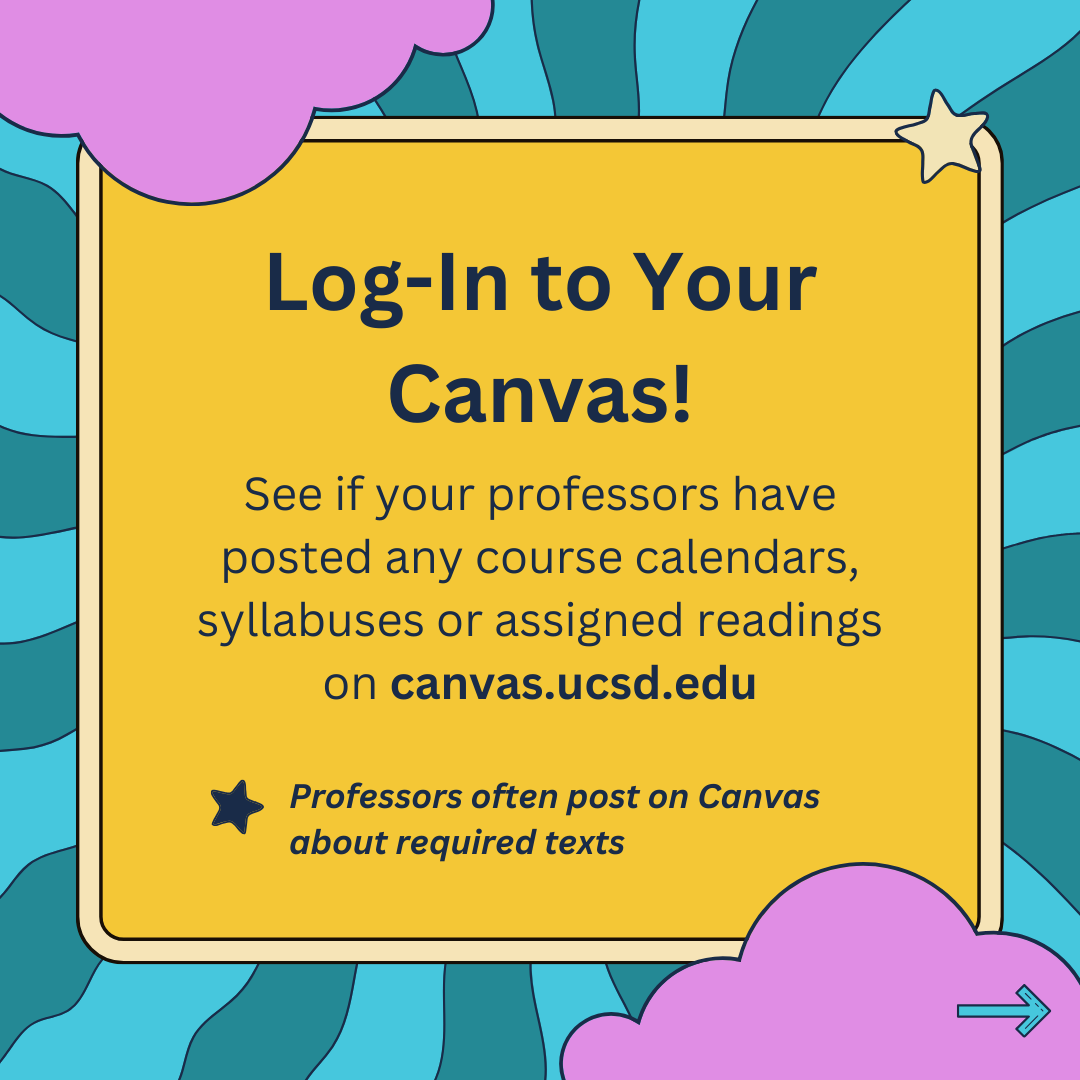 Log-In to Your
Canvas!
See if your professors have
posted any course calendars,
syllabuses or assigned readings
on canvas.ucsd.edu
Professors often post on Canvas
about required texts